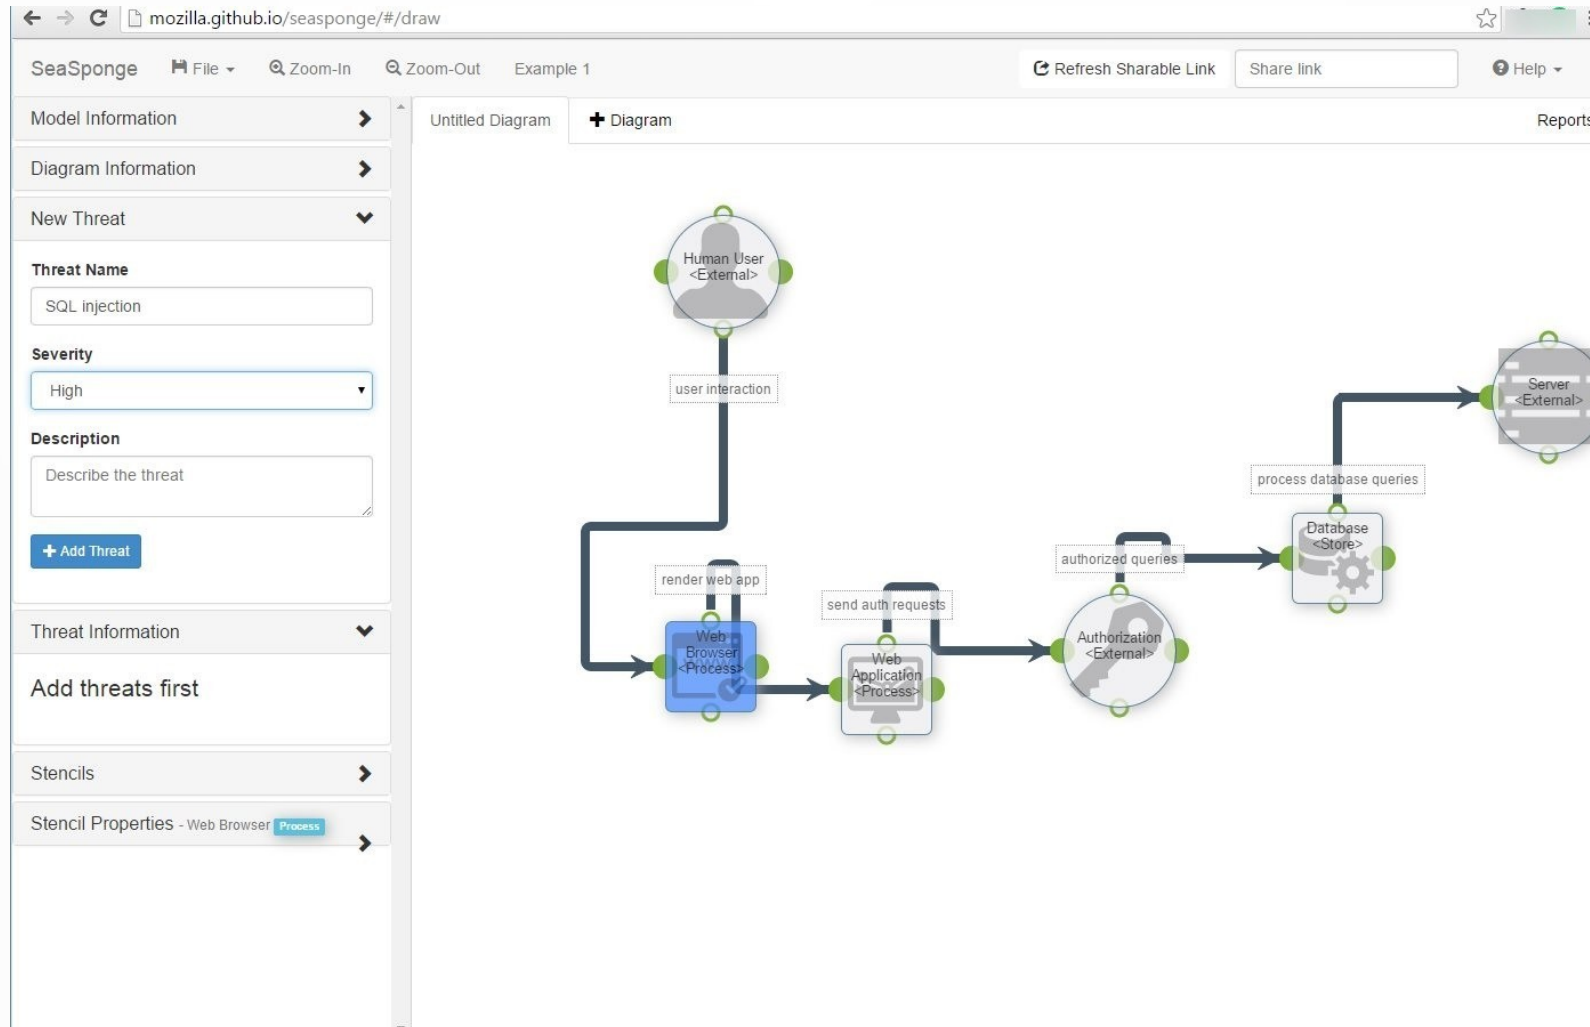 mozilla.github.io/seasponge/#/draw
SeaSponge File Zoom-In Zoom-Out Example 1 Refresh Sharable Link Share link Help
Model Information
Untitled Diagram Diagram Reports
Diagram Information
New Threat
Threat Name
SQL injection
Severity
High
Description
Describe the threat
Add Threat
Threat Information
Add threats first
Stencils
Stencil Properties - Web Browser Process
Human User
<External>
user interaction
render web app
Web
Browser
<Process>
WWW
send auth requests
Web
Application
<Process>
Authorization
<External>
authorized queries
Database
<Store>
process database queries
Server
<External>